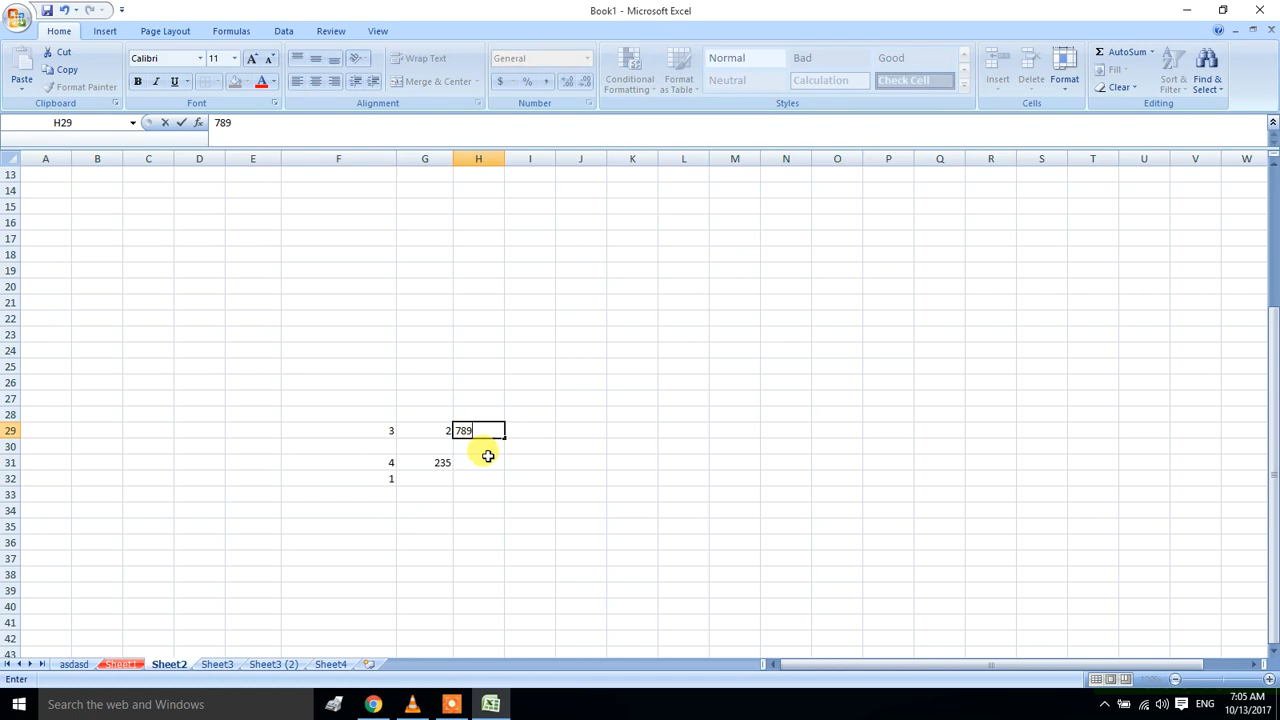 Book1 - Microsoft Excel
Home Insert Page Layout Formulas Data Review View
Paste
Cut
Copy
Format Painter
Clipboard
Calibri 11
B I U
Font
Wrap Text
Merge & Center
Alignment
General
$ % ,
Number
Conditional Formatting
Format as Table
Normal Bad Good
Neutral Calculation Check Cell
Styles
Insert Delete Format
Cells
AutoSum
Fill
Clear
Sort & Filter
Find & Select
Editing
H29 fx 789
A B C D E F G H I J K L M N O P Q R S T U V W
13
14
15
16
17
18
19
20
21
22
23
24
25
26
27
28
29 3 2 789
30
31 4 235
32 1
33
34
35
36
37
38
39
40
41
42
43
asdasd Sheet1 Sheet2 Sheet3 Sheet3 (2) Sheet4
Enter
Search the web and Windows
ENG
7:05 AM
10/13/2017